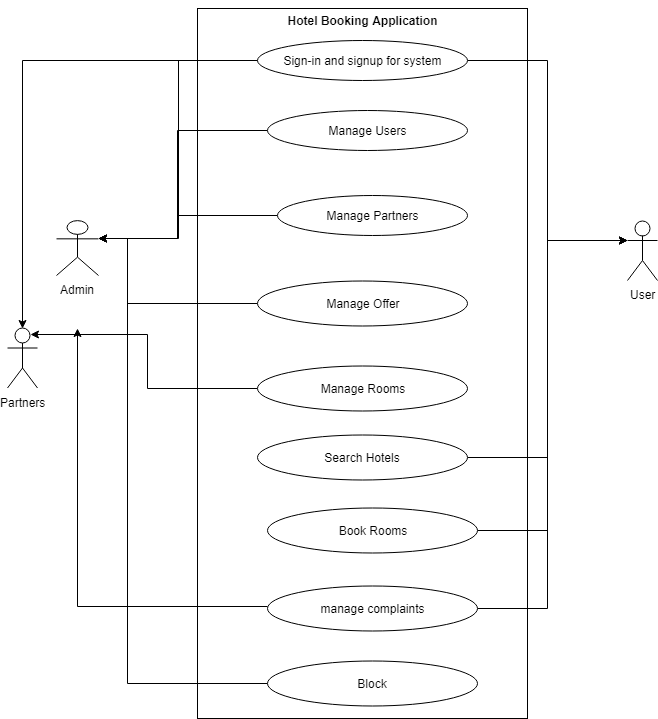 Hotel Booking Application
Sign-in and signup for system
Manage Users
Manage Partners
Admin
User
Manage Offer
Partners
Manage Rooms
Search Hotels
Book Rooms
manage complaints
Block